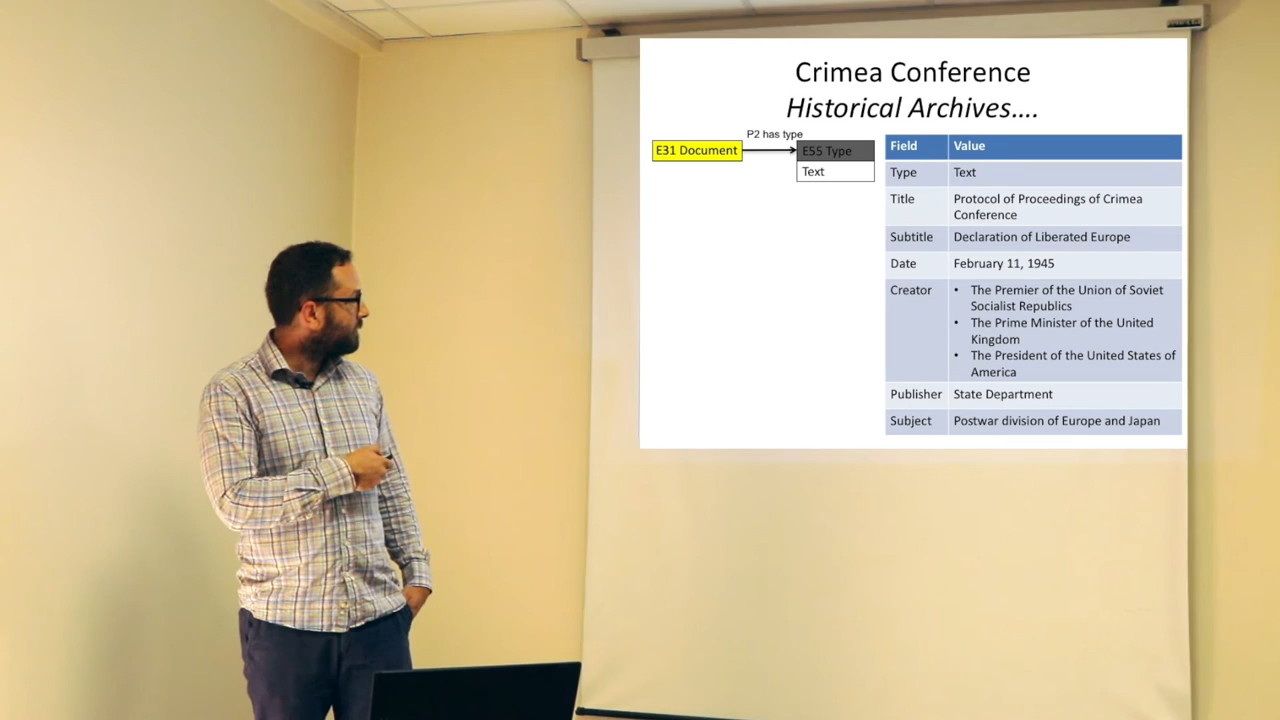 Crimea Conference
Historical Archives....
P2 has type
E31 Document
E55 Type
Text
Field Value
Type Text
Title Protocol of Proceedings of Crimea
Conference
Subtitle Declaration of Liberated Europe
Date February 11, 1945
Creator • The Premier of the Union of Soviet
Socialist Republics
• The Prime Minister of the United
Kingdom
• The President of the United States of
America
Publisher State Department
Subject Postwar division of Europe and Japan